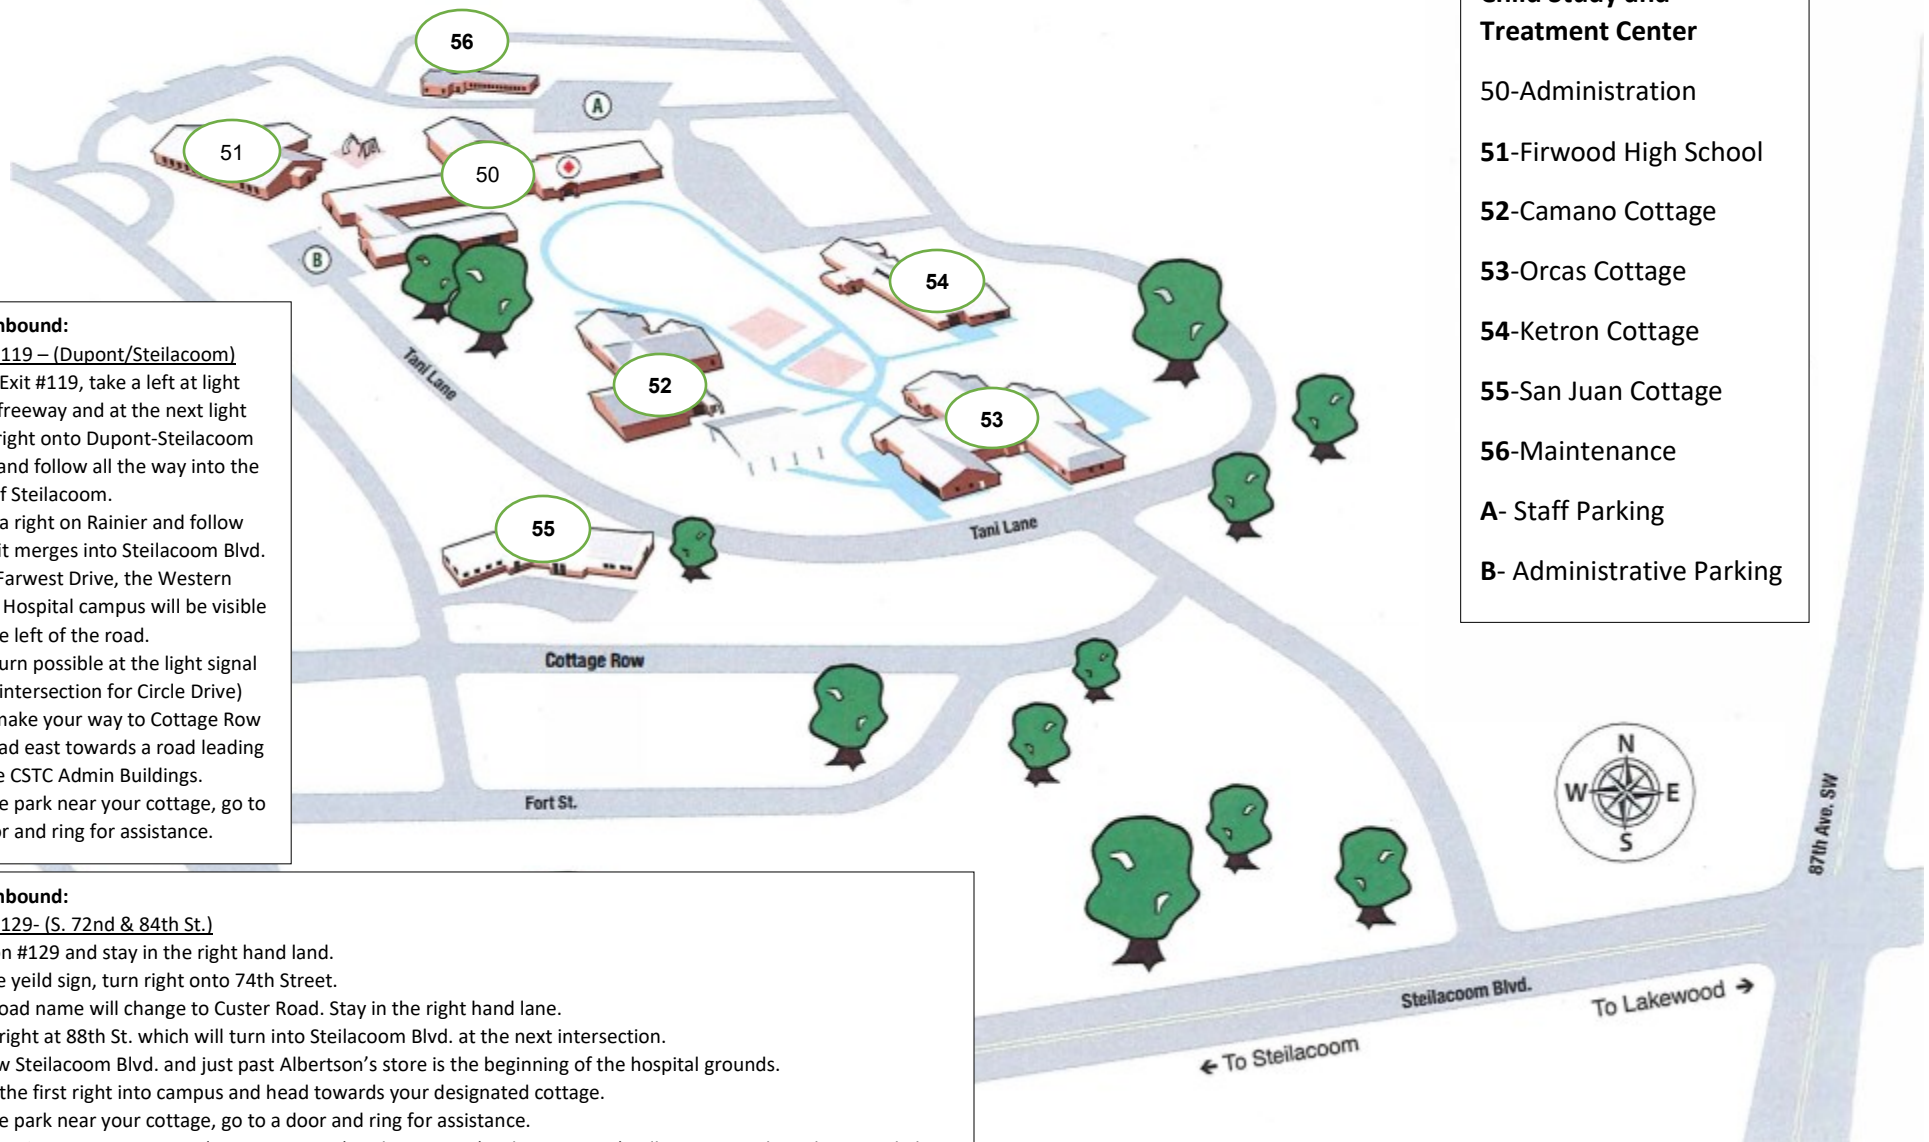 Treatment Center
50-Administration
51-Firwood High School
52-Camano Cottage
53-Orcas Cottage
54-Ketron Cottage
55-San Juan Cottage
56-Maintenance
A- Staff Parking
B- Administrative Parking
56
A
51
50
B
54
52
53
55
Tani Lane
Tani Lane
Cottage Row
Fort St.
N
W E
S
87th Ave. SW
Steilacoom Blvd.
To Lakewood →
← To Steilacoom
nbound:
119 – (Dupont/Steilacoom)
Exit #119, take a left at light
freeway and at the next light
right onto Dupont-Steilacoom
and follow all the way into the
f Steilacoom.
a right on Rainier and follow
it merges into Steilacoom Blvd.
Farwest Drive, the Western
Hospital campus will be visible
e left of the road.
urn possible at the light signal
intersection for Circle Drive)
make your way to Cottage Row
ad east towards a road leading
e CSTC Admin Buildings.
e park near your cottage, go to
or and ring for assistance.
nbound:
129- (S. 72nd & 84th St.)
n #129 and stay in the right hand land.
e yeild sign, turn right onto 74th Street.
oad name will change to Custer Road. Stay in the right hand lane.
right at 88th St. which will turn into Steilacoom Blvd. at the next intersection.
w Steilacoom Blvd. and just past Albertson's store is the beginning of the hospital grounds.
the first right into campus and head towards your designated cottage.
e park near your cottage, go to a door and ring for assistance.